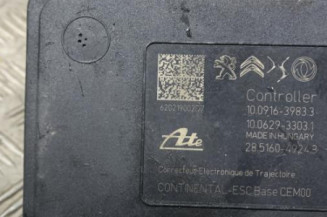 Controller
10.0916-3983.3
10.0629-3303.1
MADE IN HUNGARY
28.5160-4924.3
Ate
Correcteur Electronique de Trajectoire
CONTINENTAL-ESC Base CEM00